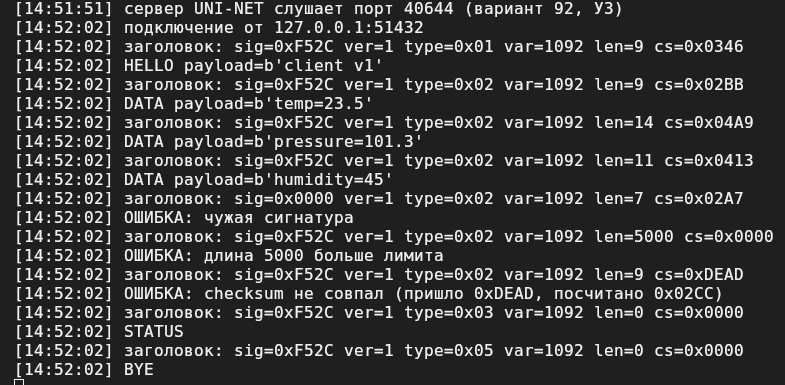 [14:51:51] сервер UNI-NET слушает порт 40644 (вариант 92, У3)
[14:52:02] подключение от 127.0.0.1:51432
[14:52:02] заголовок: sig=0xF52C ver=1 type=0x01 var=1092 len=9 cs=0x0346
[14:52:02] HELLO payload=b'client v1'
[14:52:02] заголовок: sig=0xF52C ver=1 type=0x02 var=1092 len=9 cs=0x02BB
[14:52:02] DATA payload=b'temp=23.5'
[14:52:02] заголовок: sig=0xF52C ver=1 type=0x02 var=1092 len=14 cs=0x04A9
[14:52:02] DATA payload=b'pressure=101.3'
[14:52:02] заголовок: sig=0xF52C ver=1 type=0x02 var=1092 len=11 cs=0x0413
[14:52:02] DATA payload=b'humidity=45'
[14:52:02] заголовок: sig=0x0000 ver=1 type=0x02 var=1092 len=7 cs=0x02A7
[14:52:02] ОШИБКА: чужая сигнатура
[14:52:02] заголовок: sig=0xF52C ver=1 type=0x02 var=1092 len=5000 cs=0x0000
[14:52:02] ОШИБКА: длина 5000 больше лимита
[14:52:02] заголовок: sig=0xF52C ver=1 type=0x02 var=1092 len=9 cs=0xDEAD
[14:52:02] ОШИБКА: checksum не совпал (пришло 0xDEAD, посчитано 0x02CC)
[14:52:02] заголовок: sig=0xF52C ver=1 type=0x03 var=1092 len=0 cs=0x0000
[14:52:02] STATUS
[14:52:02] заголовок: sig=0xF52C ver=1 type=0x05 var=1092 len=0 cs=0x0000
[14:52:02] BYE